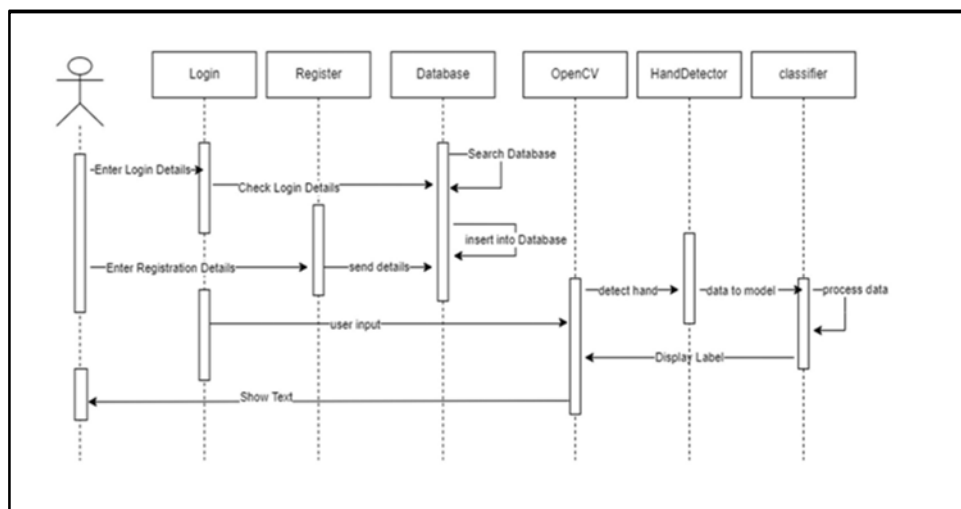 Login
Register
Database
OpenCV
HandDetector
classifier
Search Database
Enter Login Details
Check Login Details
insert into Database
Enter Registration Details
send details
detect hand
data to model
process data
user input
Display Label
Show Text